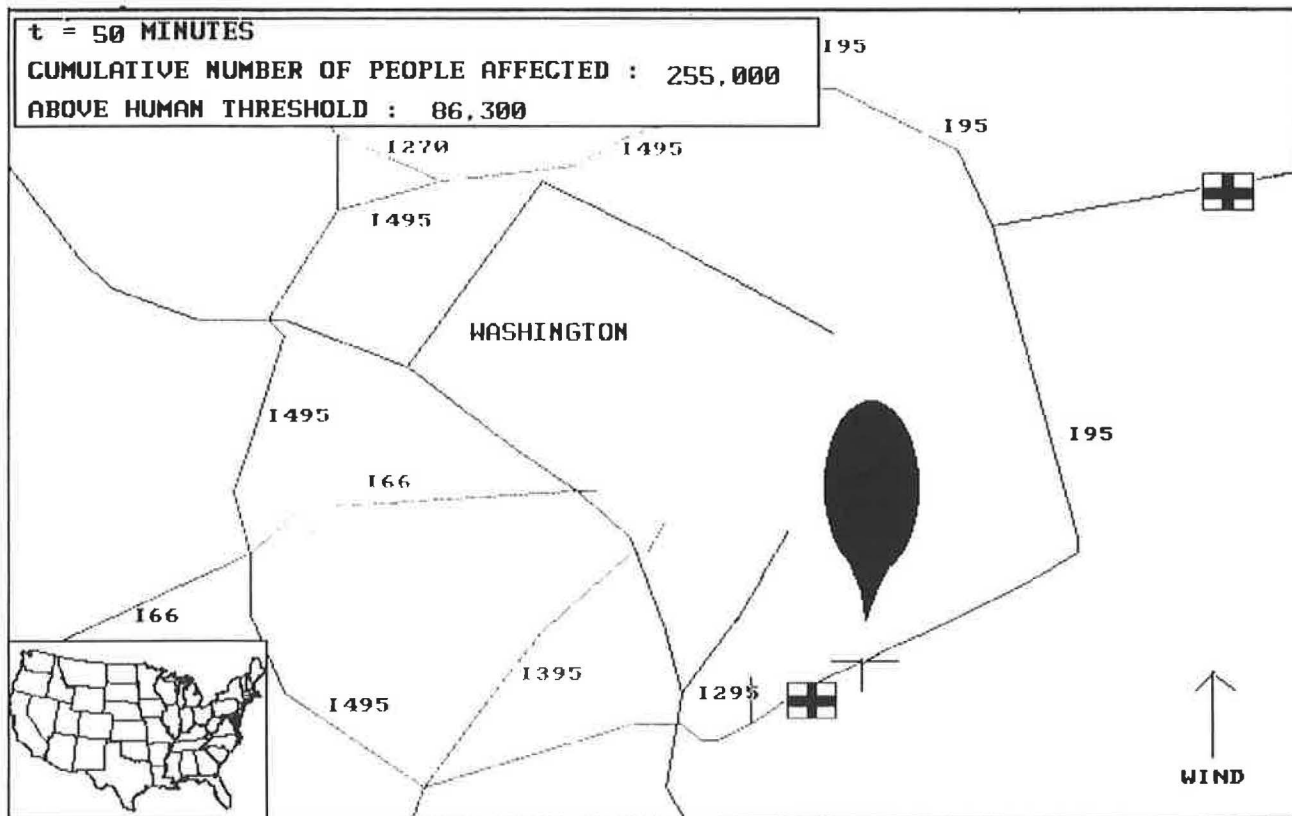 t = 50 MINUTES
CUMULATIVE NUMBER OF PEOPLE AFFECTED : 255,000
ABOVE HUMAN THRESHOLD : 86,300
I95
I95
I270
I495
I495
WASHINGTON
I495
I95
I66
I66
I395
I295
I495
WIND